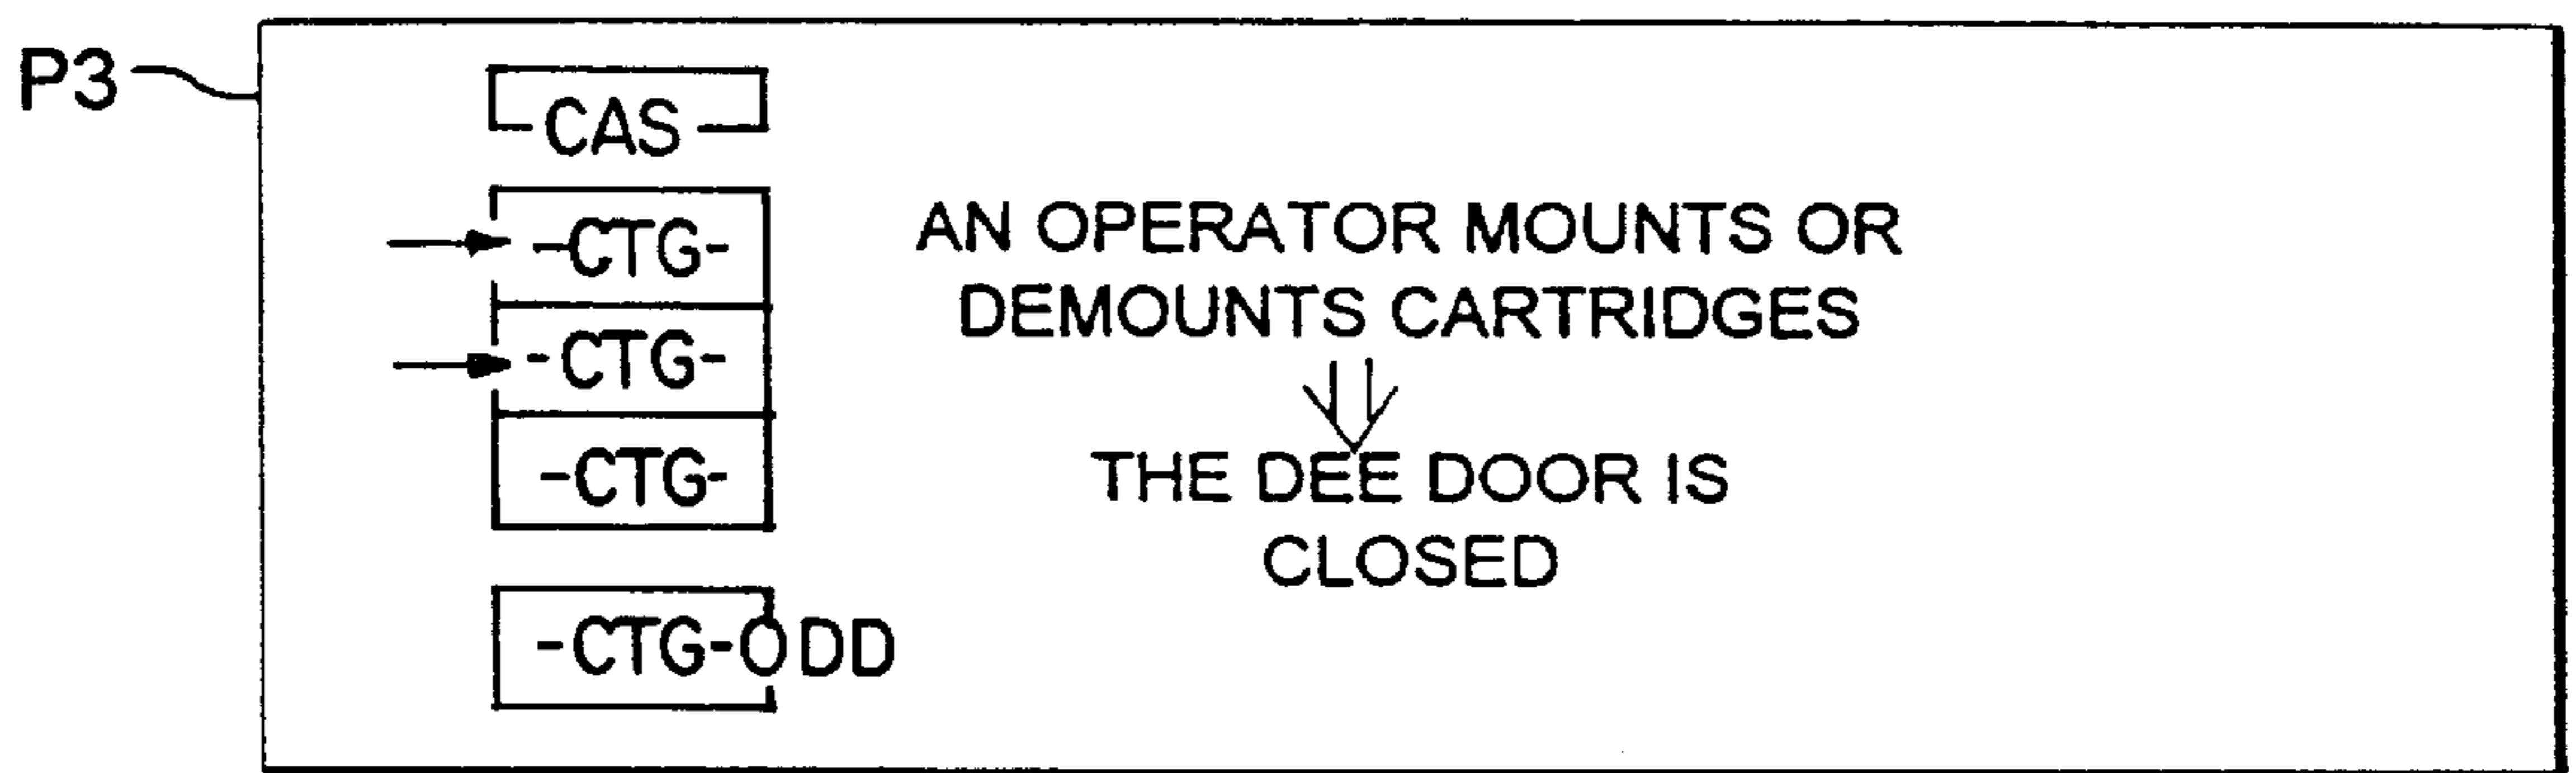 P3
CAS
-CTG-
-CTG-
-CTG-
-CTG-ODD
AN OPERATOR MOUNTS OR
DEMOUNTS CARTRIDGES
THE DEE DOOR IS
CLOSED